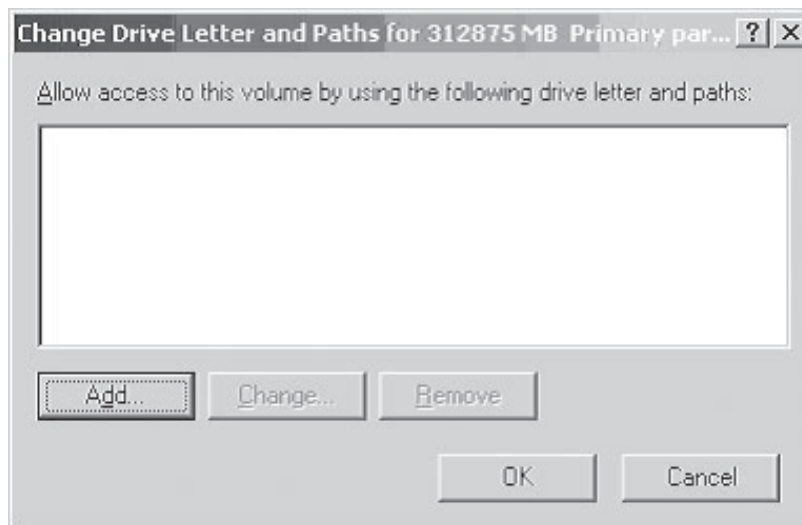 Change Drive Letter and Paths for 312875 MB Primary par... ? X
Allow access to this volume by using the following drive letter and paths:
Add... Change... Remove
OK Cancel